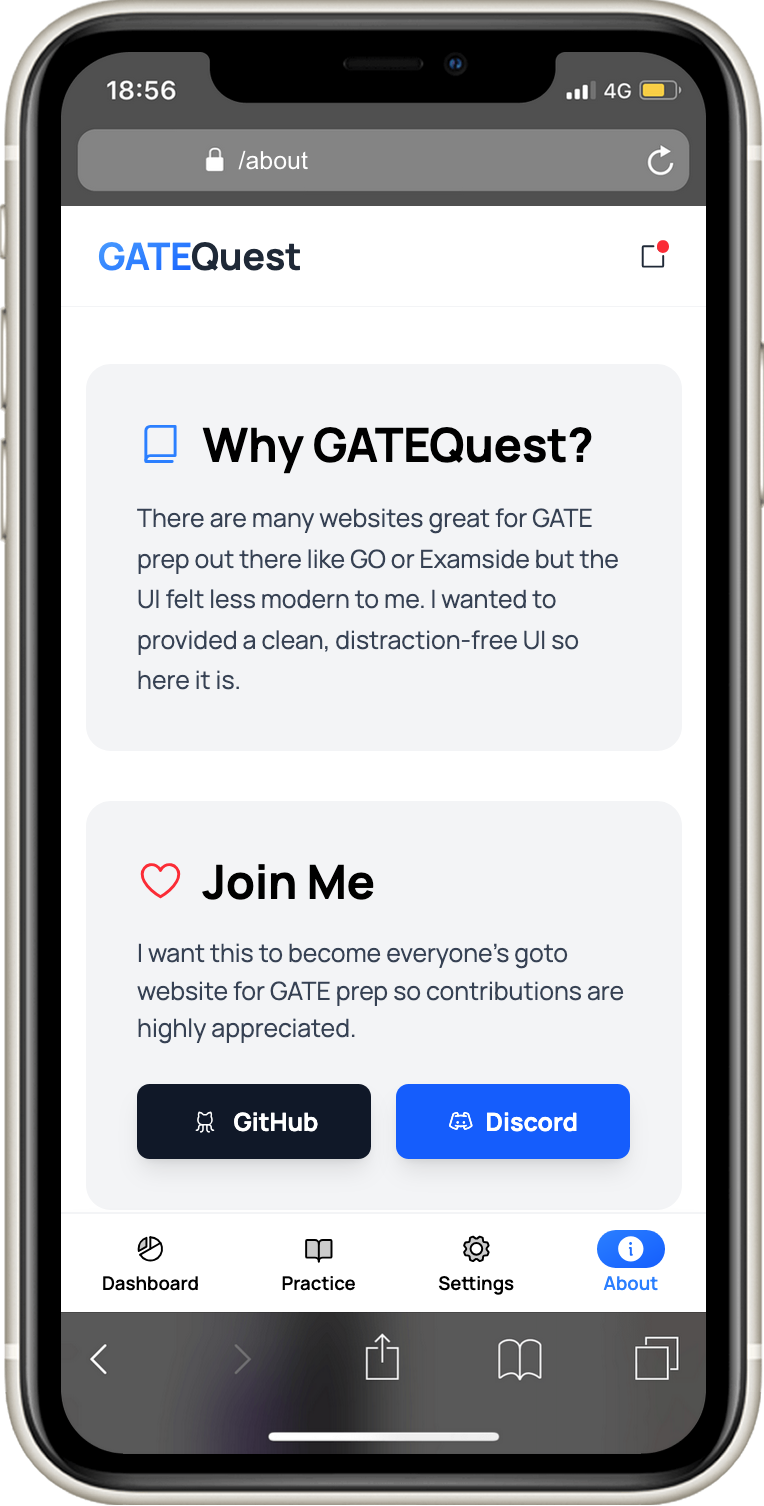 18:56
4G
/about
GATEQuest
Why GATEQuest?
There are many websites great for GATE
prep out there like GO or Examside but the
UI felt less modern to me. I wanted to
provided a clean, distraction-free UI so
here it is.
Join Me
I want this to become everyone's goto
website for GATE prep so contributions are
highly appreciated.
GitHub
Discord
Dashboard
Practice
Settings
About